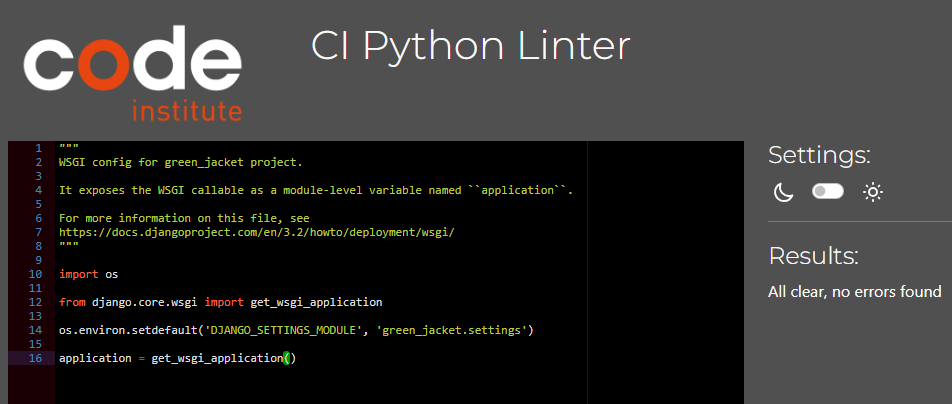 code
institute
CI Python Linter
1 """
2 WSGI config for green_jacket project.
3
4 It exposes the WSGI callable as a module-level variable named ``application``.
5
6 For more information on this file, see
7 https://docs.djangoproject.com/en/3.2/howto/deployment/wsgi/
8 """
9
10 import os
11
12 from django.core.wsgi import get_wsgi_application
13
14 os.environ.setdefault('DJANGO_SETTINGS_MODULE', 'green_jacket.settings')
15
16 application = get_wsgi_application()
Settings:
Results:
All clear, no errors found